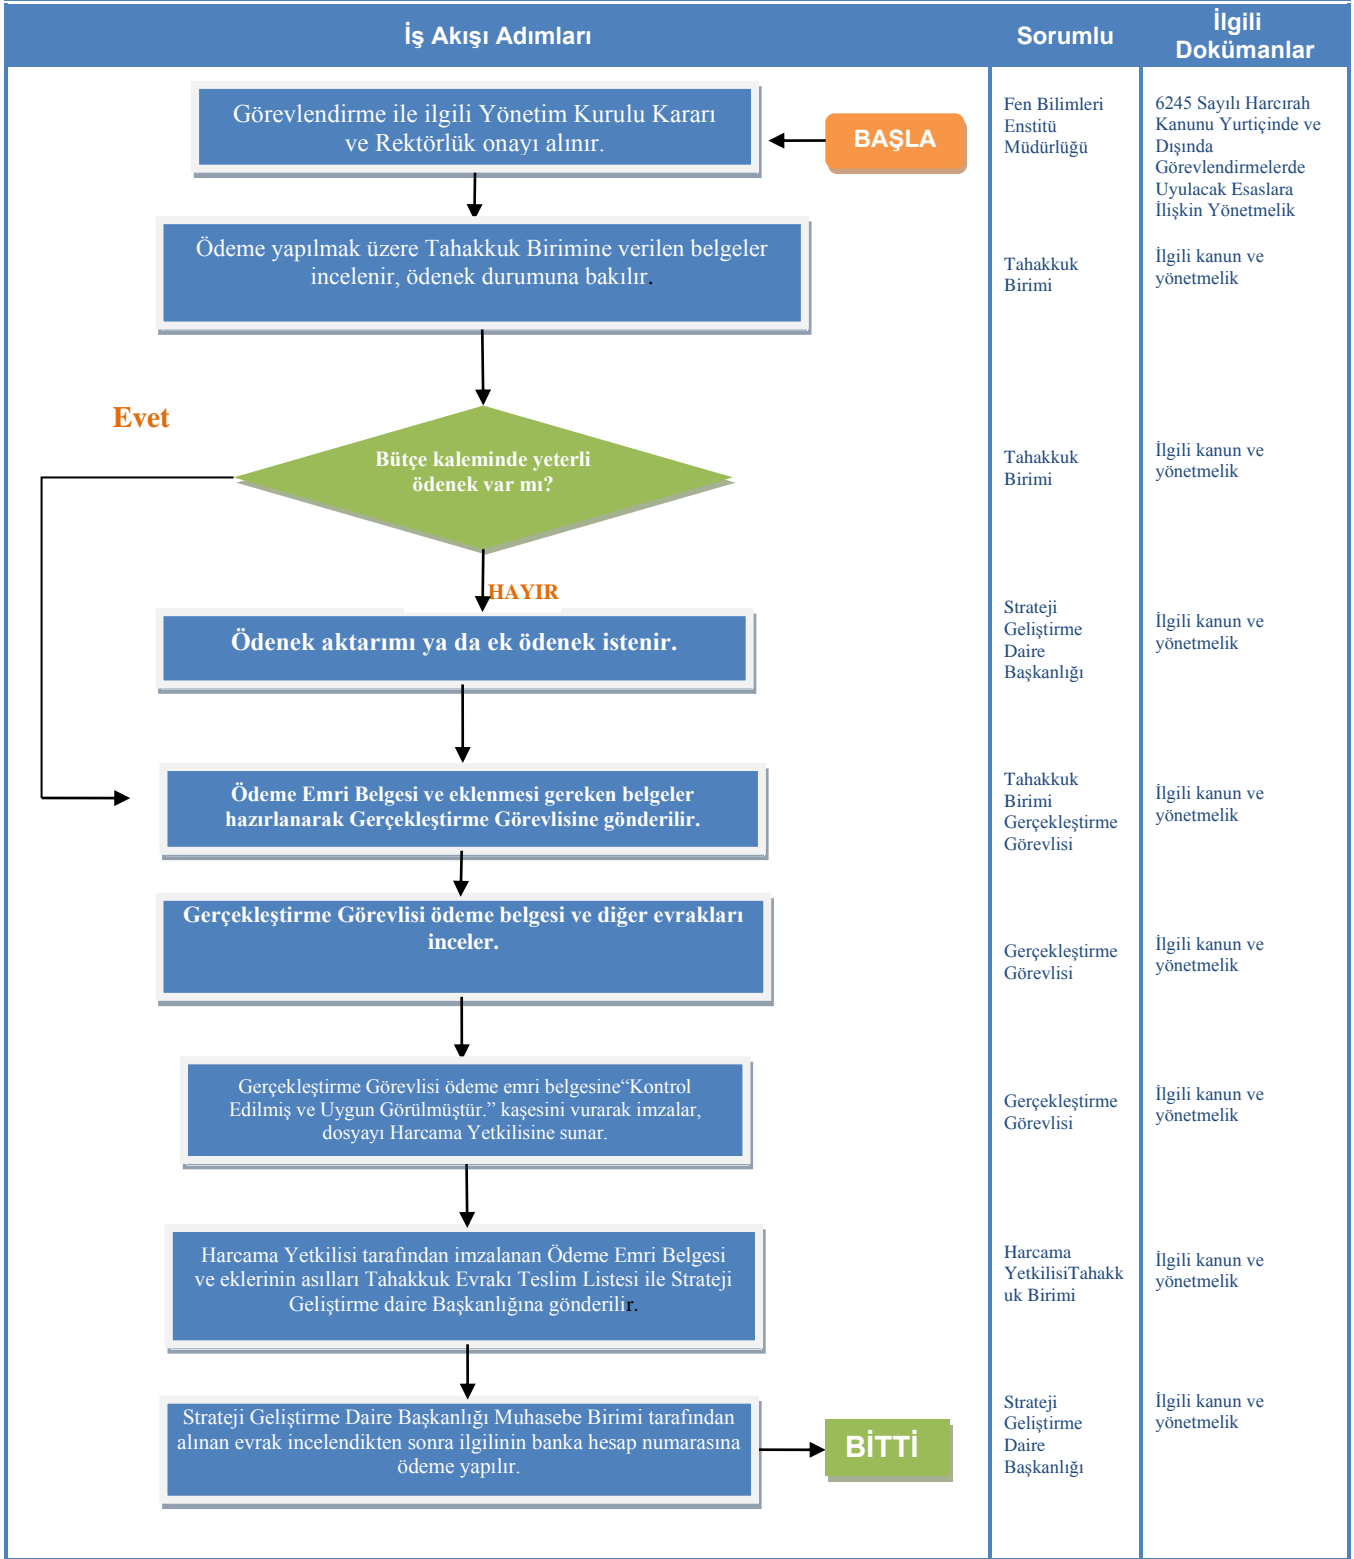 İş Akışı Adımları
Sorumlu
İlgili
Dokümanlar
Görevlendirme ile ilgili Yönetim Kurulu Kararı
ve Rektörlük onayı alınır.
BAŞLA
Fen Bilimleri
Enstitü
Müdürlüğü
6245 Sayılı Harcırah
Kanunu Yurtiçinde ve
Dışında
Görevlendirmelerde
Uyulacak Esaslara
İlişkin Yönetmelik
Ödeme yapılmak üzere Tahakkuk Birimine verilen belgeler
incelenir, ödenek durumuna bakılır.
Tahakkuk
Birimi
İlgili kanun ve
yönetmelik
Evet
Bütçe kaleminde yeterli
ödenek var mı?
Tahakkuk
Birimi
İlgili kanun ve
yönetmelik
HAYIR
Ödenek aktarımı ya da ek ödenek istenir.
Strateji
Geliştirme
Daire
Başkanlığı
İlgili kanun ve
yönetmelik
Ödeme Emri Belgesi ve eklenmesi gereken belgeler
hazırlanarak Gerçekleştirme Görevlisine gönderilir.
Tahakkuk
Birimi
Gerçekleştirme
Görevlisi
İlgili kanun ve
yönetmelik
Gerçekleştirme Görevlisi ödeme belgesi ve diğer evrakları
inceler.
Gerçekleştirme
Görevlisi
İlgili kanun ve
yönetmelik
Gerçekleştirme Görevlisi ödeme emri belgesine“Kontrol
Edilmiş ve Uygun Görülmüştür.” kaşesini vurarak imzalar,
dosyayı Harcama Yetkilisine sunar.
Gerçekleştirme
Görevlisi
İlgili kanun ve
yönetmelik
Harcama Yetkilisi tarafından imzalanan Ödeme Emri Belgesi
ve eklerinin asılları Tahakkuk Evrakı Teslim Listesi ile Strateji
Geliştirme daire Başkanlığına gönderilir.
Harcama
YetkilisiTahakk
uk Birimi
İlgili kanun ve
yönetmelik
Strateji Geliştirme Daire Başkanlığı Muhasebe Birimi tarafından
alınan evrak incelendikten sonra ilgilinin banka hesap numarasına
ödeme yapılır.
BİTTİ
Strateji
Geliştirme
Daire
Başkanlığı
İlgili kanun ve
yönetmelik